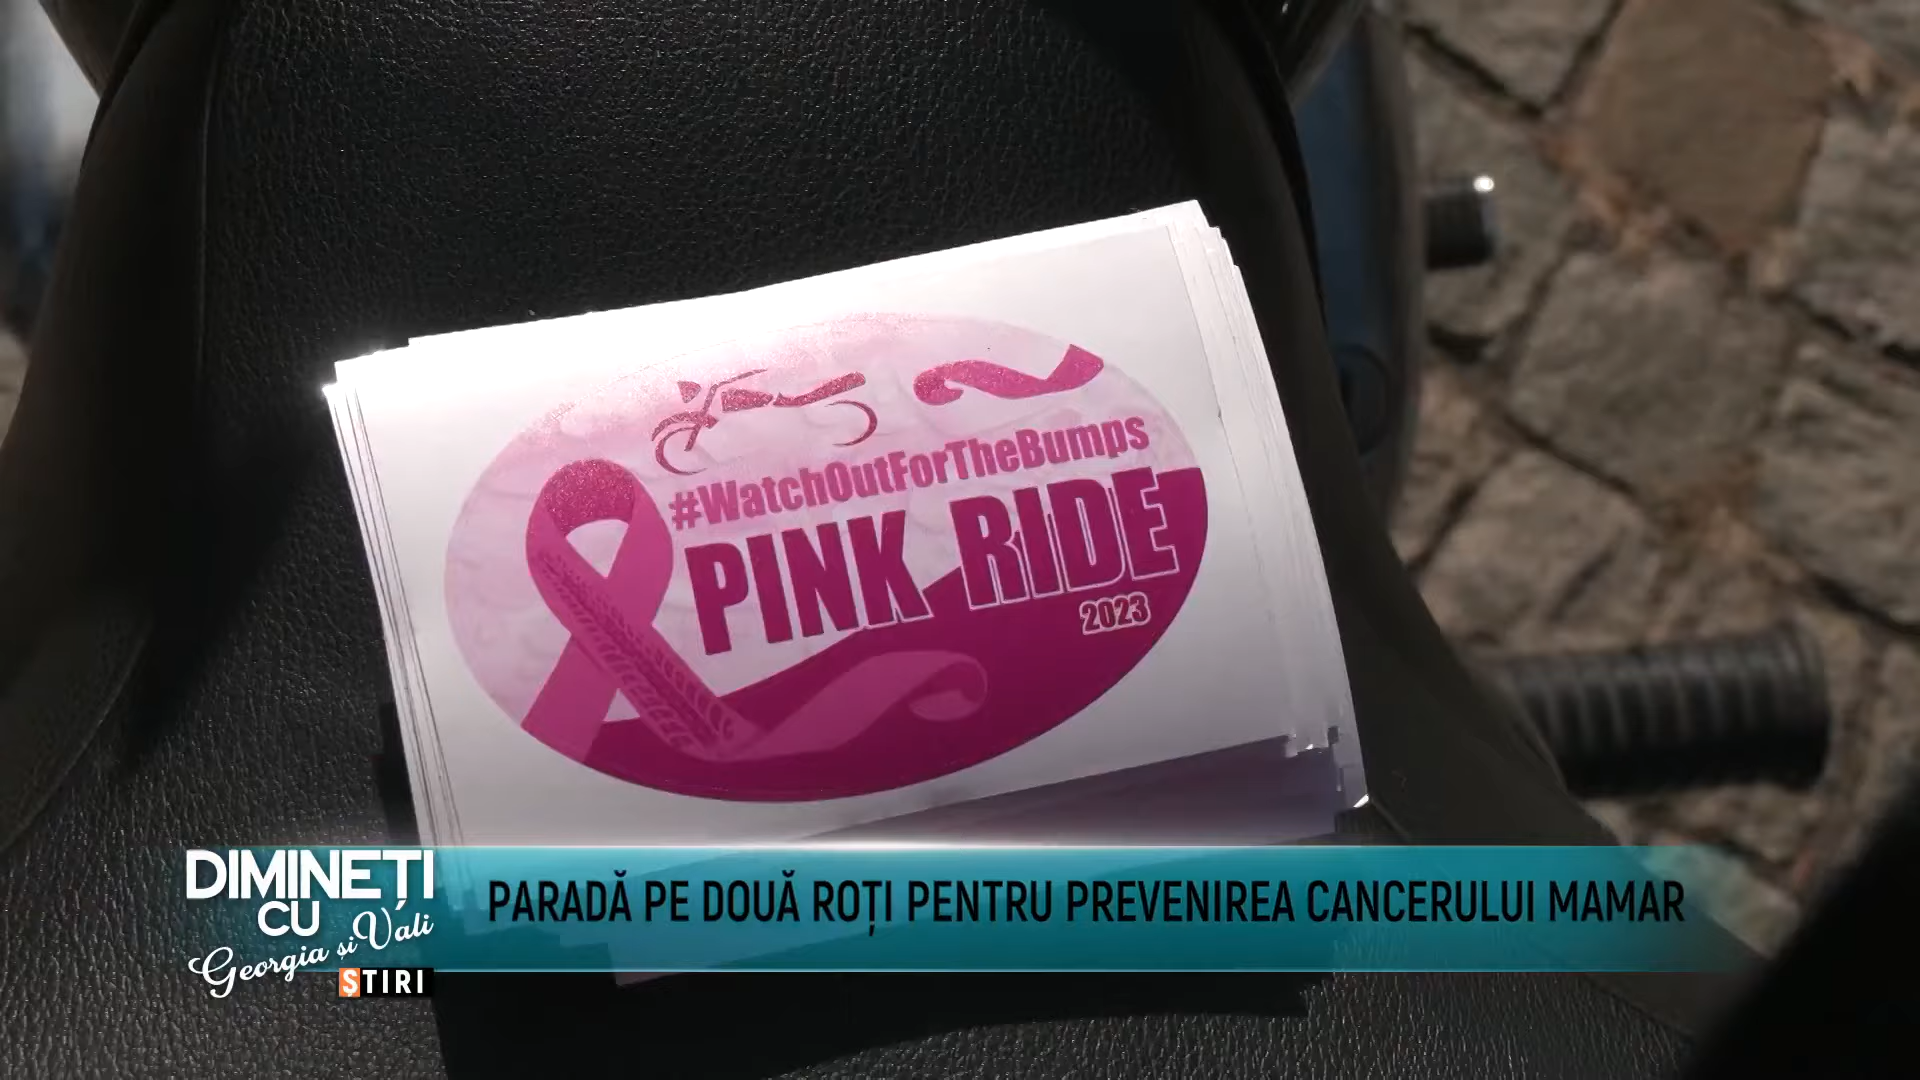 #WatchOutForTheBumps
PINK RIDE
2023
DIMINEȚI
CU
Georgia și Vali
ȘTIRI
PARADĂ PE DOUĂ ROȚI PENTRU PREVENIREA CANCERULUI MAMAR